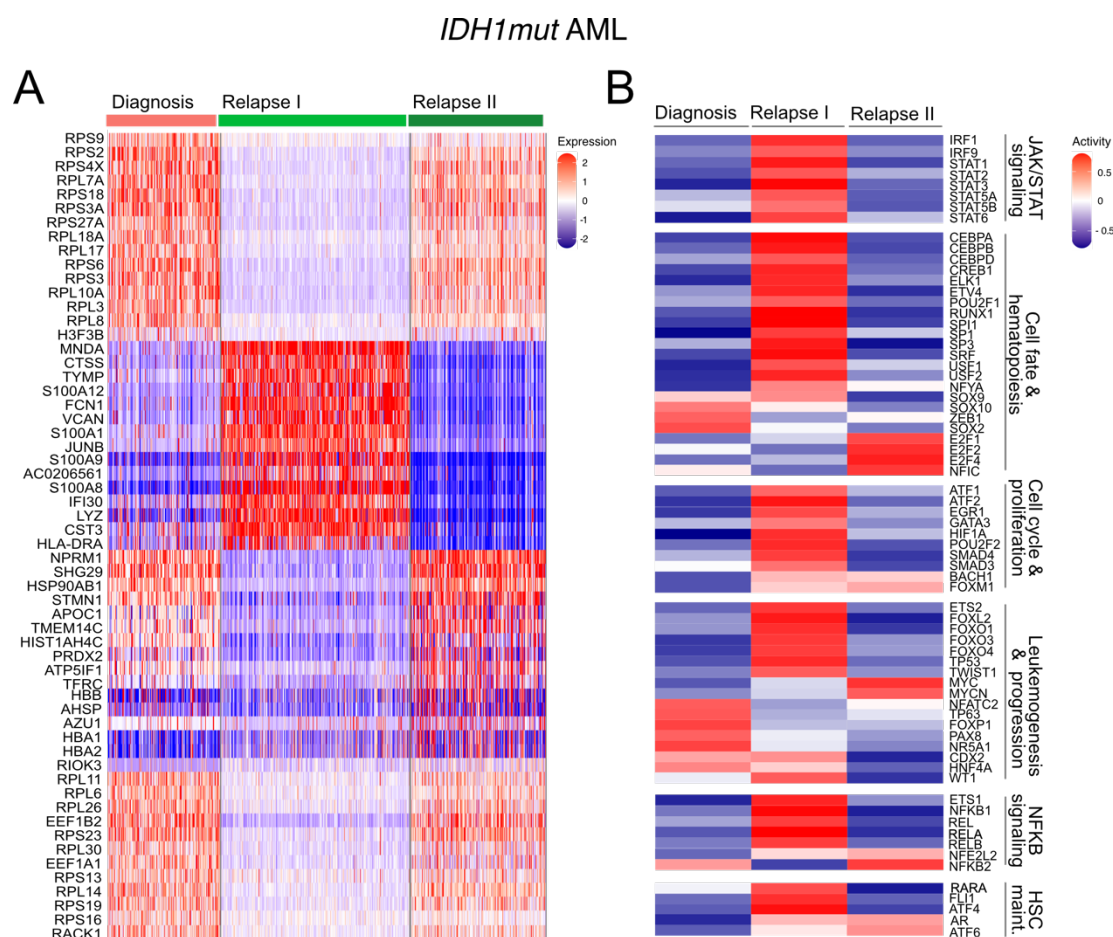 IDH1mut AML
A
Diagnosis Relapse I Relapse II
RPS9
RPS2
RPS4X
RPL7A
RPS18
RPS3A
RPS27A
RPL18A
RPL17
RPS6
RPS3
RPL10A
RPL3
RPL8
H3F3B
MNDA
CTSS
TYMP
S100A12
FCN1
VCAN
S100A1
JUNB
S100A9
AC0206561
S100A8
IFI30
LYZ
CST3
HLA-DRA
NPRM1
SHG29
HSP90AB1
STMN1
APOC1
TMEM14C
HIST1AH4C
PRDX2
ATP5IF1
TFRC
HBB
AHSP
AZU1
HBA1
HBA2
RIOK3
RPL11
RPL6
RPL26
EEF1B2
RPS23
RPL30
EEF1A1
RPS13
RPL14
RPS19
RPS16
RACK1
Expression
2
1
0
-1
-2
B
Diagnosis Relapse I Relapse II
IRF1
IRF9
STAT1
STAT2
STAT3
STAT5A
STAT5B
STAT6
JAK/STAT
signaling
CEBPA
CEBPB
CEBPD
CREB1
ELK1
ETV4
POU2F1
RUNX1
SPI1
SP1
SP3
SRF
USF1
USF2
NFYA
SOX9
SOX10
ZEB1
SOX2
E2F1
E2F2
E2F4
NFIC
Cell fate &
hematopoiesis
ATF1
ATF2
EGR1
GATA3
HIF1A
POU2F2
SMAD4
SMAD3
BACH1
FOXM1
Cell cycle &
proliferation
ETS2
FOXL2
FOXO1
FOXO3
FOXO4
TP53
TWIST1
MYC
MYCN
NFATC2
TP63
FOXP1
PAX8
NR5A1
CDX2
HNF4A
WT1
Leukemogenesis
& progression
ETS1
NFKB1
REL
RELA
RELB
NFE2L2
NFKB2
NFKB
signaling
RARA
FLI1
ATF4
AR
ATF6
HSC
maint.
Activity
0.5
0
- 0.5